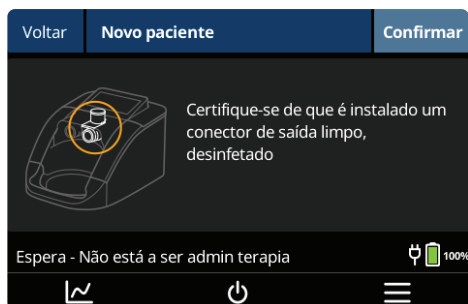 Voltar
Novo paciente
Confirmar
Certifique-se de que é instalado um
conector de saída limpo,
desinfetado
Espera - Não está a ser admin terapia
100%